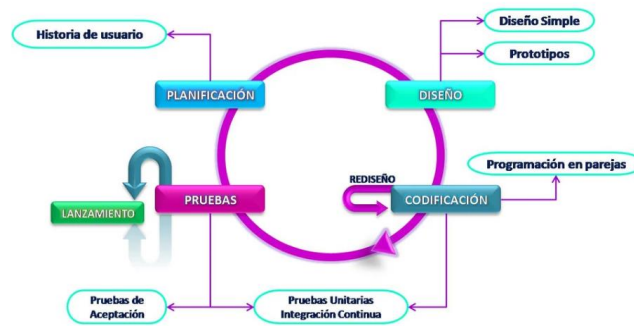 Historia de usuario
Diseño Simple
Prototipos
PLANIFICACIÓN
DISEÑO
Programación en parejas
REDISEÑO
PRUEBAS
CODIFICACIÓN
LANZAMIENTO
Pruebas de
Aceptación
Pruebas Unitarias
Integración Continua